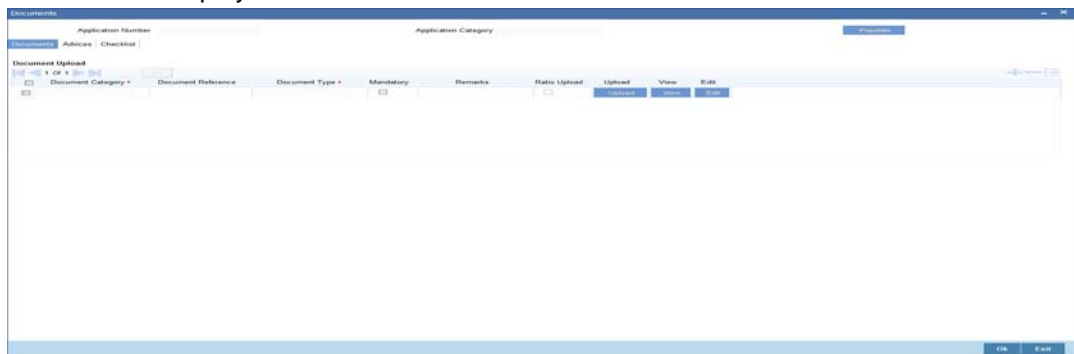 Documents
Application Number Application Category Populate
Documents Advices Checklist
Document Upload
1 Of 1
Document Category * Document Reference Document Type * Mandatory Remarks Ratio Upload Upload View Edit
Upload View Edit
Ok Exit